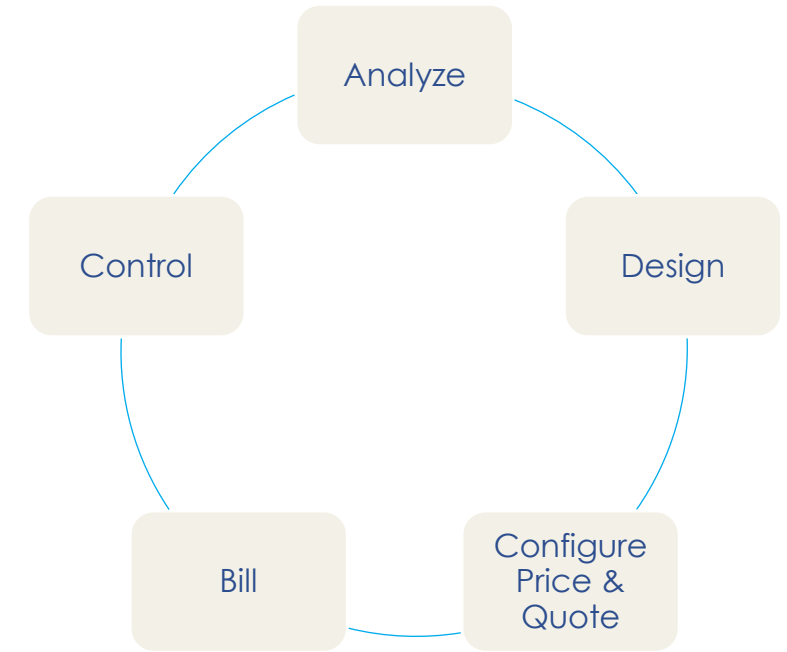 Analyze
Design
Configure
Price &
Quote
Bill
Control